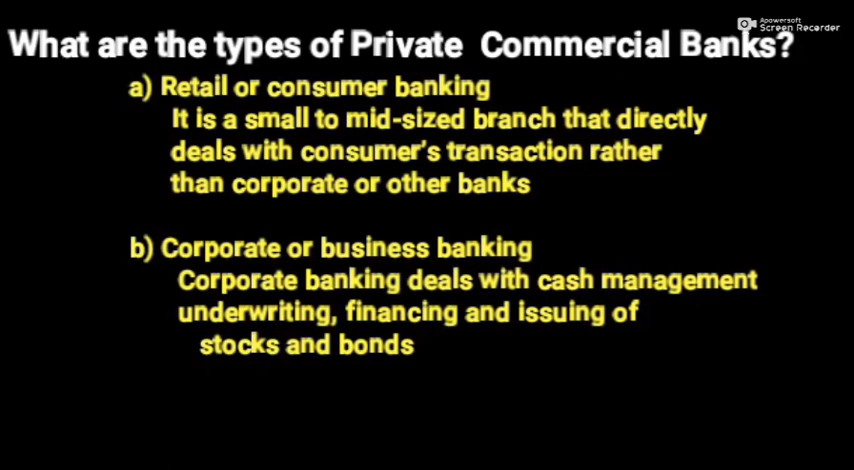 Apowersoft
Screen Recorder
What are the types of Private Commercial Banks?
a) Retail or consumer banking
It is a small to mid-sized branch that directly
deals with consumer's transaction rather
than corporate or other banks
b) Corporate or business banking
Corporate banking deals with cash management
underwriting, financing and issuing of
stocks and bonds